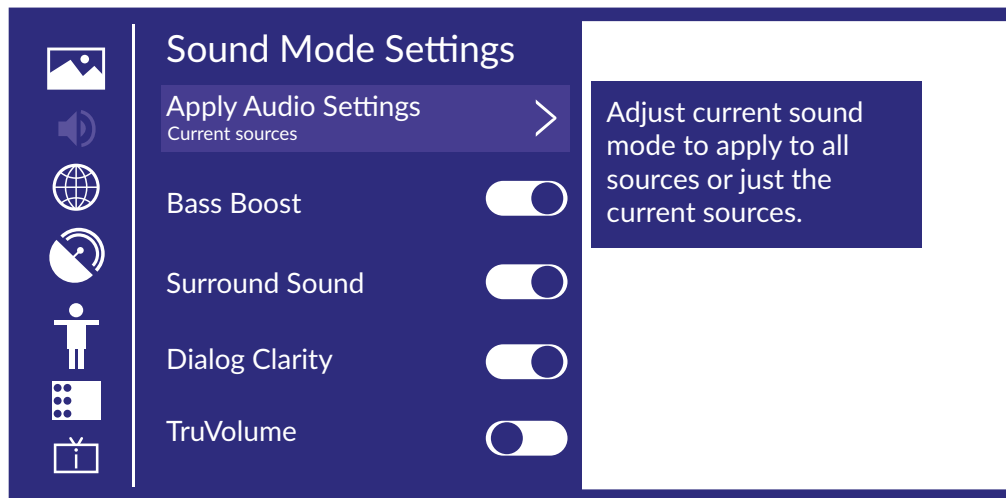 Sound Mode Settings
Apply Audio Settings
Current sources
Adjust current sound
mode to apply to all
sources or just the
current sources.
Bass Boost
Surround Sound
Dialog Clarity
TruVolume
i